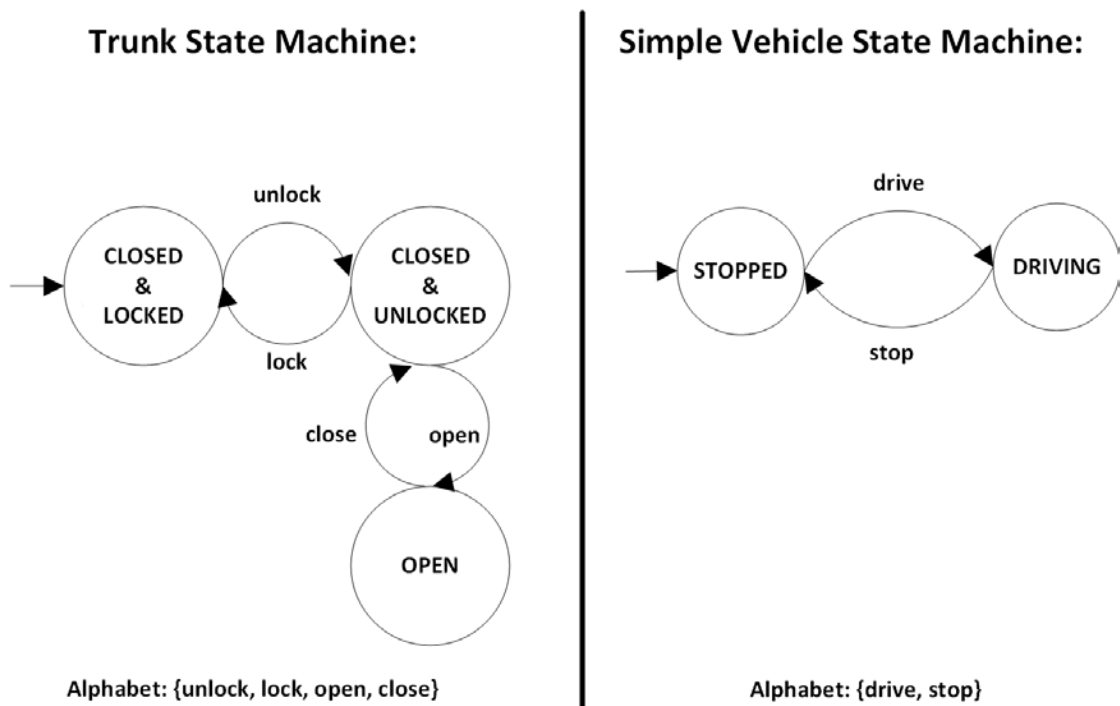 Trunk State Machine:
unlock
CLOSED
&
LOCKED
CLOSED
&
UNLOCKED
lock
close
open
OPEN
Alphabet: {unlock, lock, open, close}
Simple Vehicle State Machine:
drive
STOPPED
DRIVING
stop
Alphabet: {drive, stop}